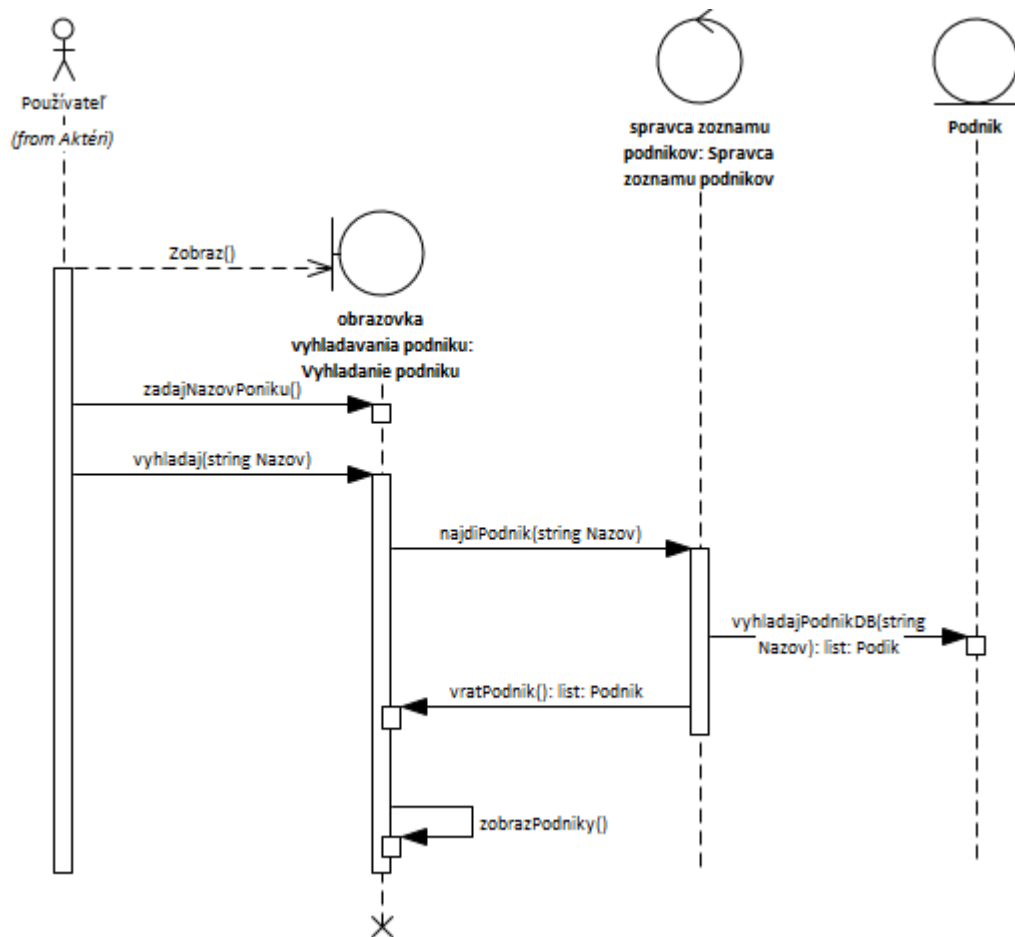 Používateľ
(from Aktéri)
spravca zoznamu
podnikov: Spravca
zoznamu podnikov
Podnik
Zobraz()
obrazovka
vyhladavania podniku:
Vyhladanie podniku
zadajNazovPoniku()
vyhladaj(string Nazov)
najdiPodnik(string Nazov)
vyhladajPodnikDB(string
Nazov): list: Podik
vratPodnik(): list: Podnik
zobrazPodniky()